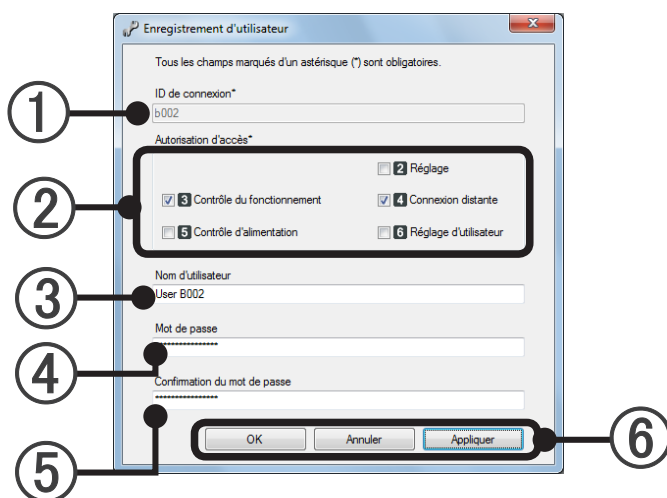 Enregistrement d'utilisateur
Tous les champs marqués d'un astérisque (*) sont obligatoires.
ID de connexion*
1
b002
Autorisation d'accès*
2 Réglage
2
3 Contrôle du fonctionnement
4 Connexion distante
5 Contrôle d'alimentation
6 Réglage d'utilisateur
Nom d'utilisateur
3
User B002
Mot de passe
4
***************
Confirmation du mot de passe
***************
5
OK
Annuler
Appliquer
6